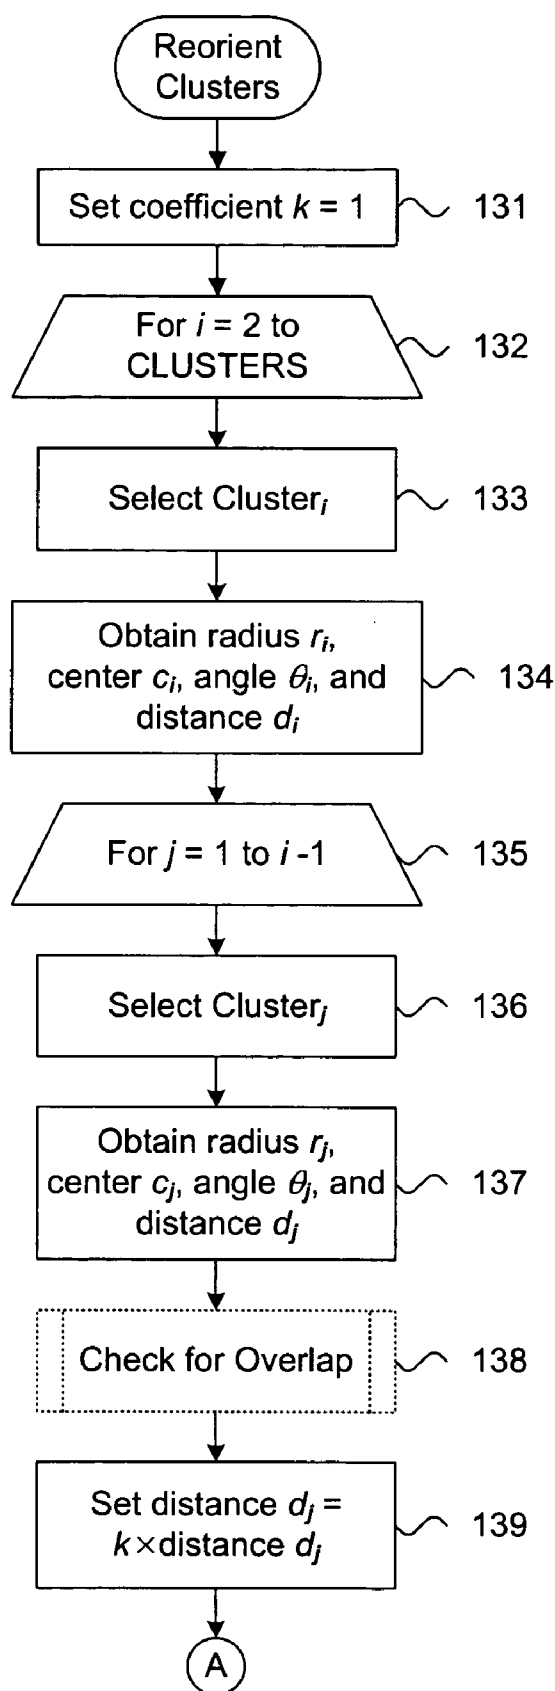 Reorient
Clusters
Set coefficient k = 1
131
For i = 2 to
CLUSTERS
132
Select Clusterᵢ
133
Obtain radius rᵢ,
center cᵢ, angle θᵢ, and
distance dᵢ
134
For j = 1 to i -1
135
Select Clusterⱼ
136
Obtain radius rⱼ,
center cⱼ, angle θⱼ, and
distance dⱼ
137
Check for Overlap
138
Set distance dⱼ =
k×distance dⱼ
139
A